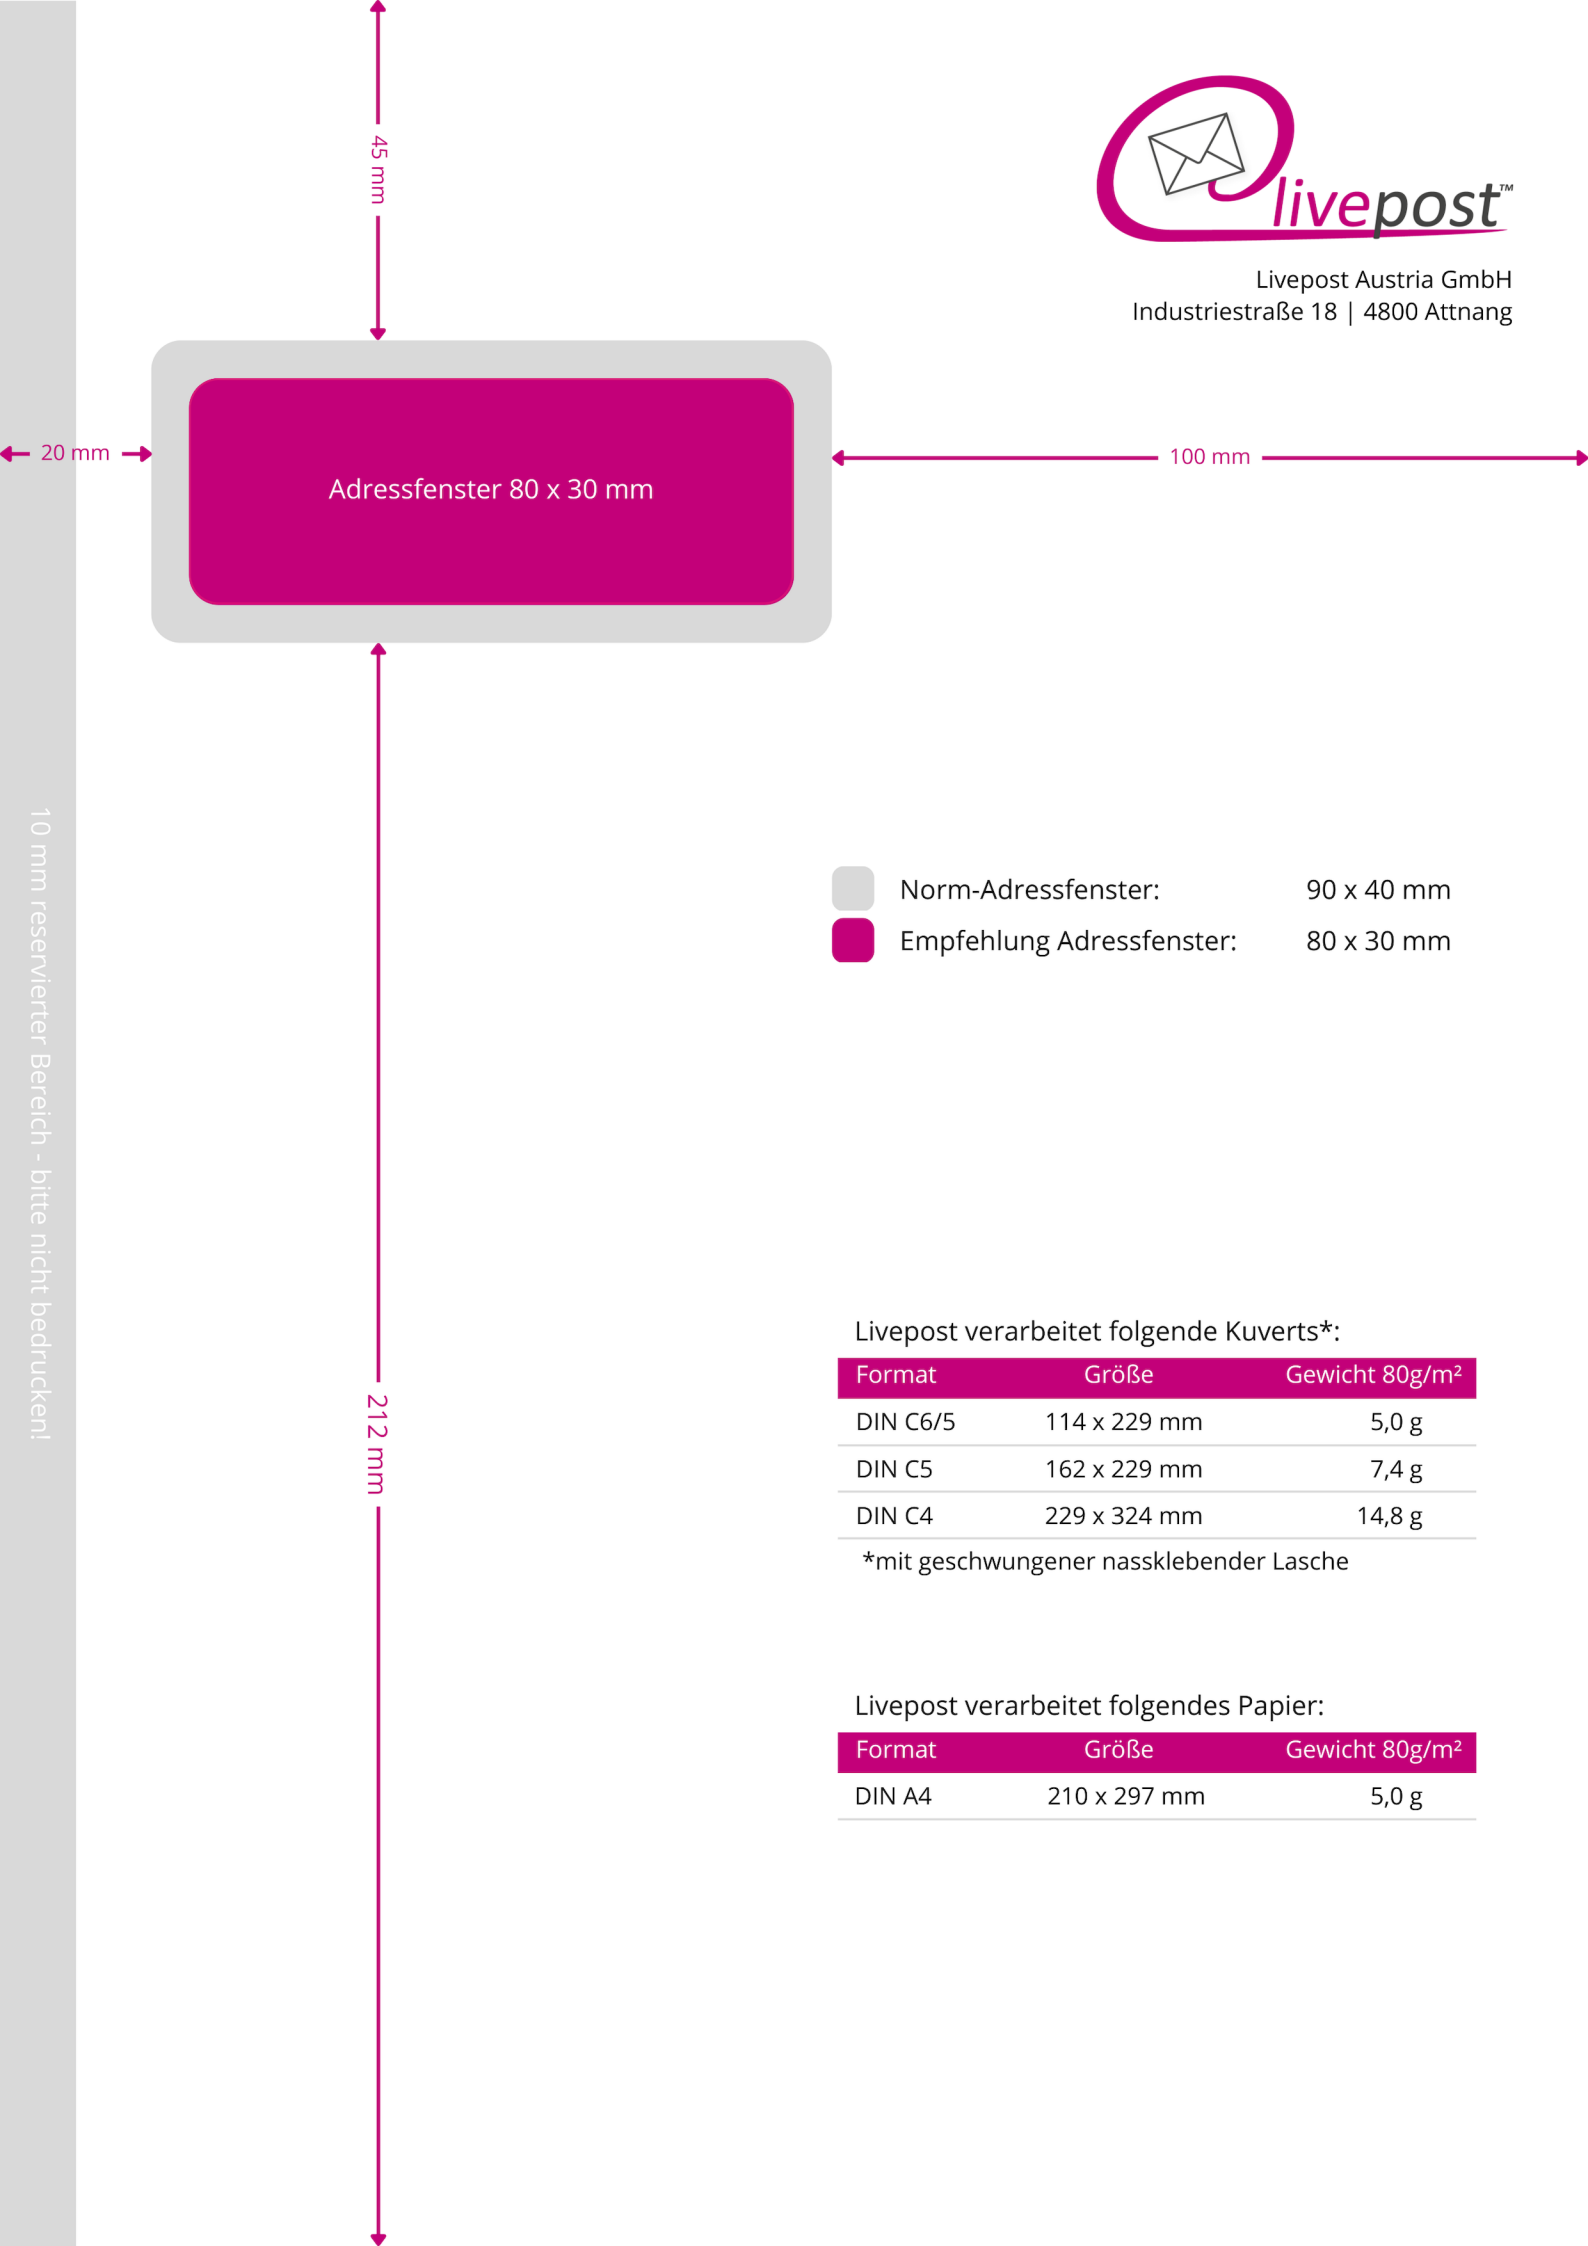 45 mm
livepost™
Livepost Austria GmbH
Industriestraße 18 | 4800 Attnang
20 mm
100 mm
Adressfenster 80 x 30 mm
10 mm reservierter Bereich - bitte nicht bedrucken!
Norm-Adressfenster: 90 x 40 mm
Empfehlung Adressfenster: 80 x 30 mm
212 mm
Livepost verarbeitet folgende Kuverts*:
Format Größe Gewicht 80g/m²
DIN C6/5 114 x 229 mm 5,0 g
DIN C5 162 x 229 mm 7,4 g
DIN C4 229 x 324 mm 14,8 g
*mit geschwungener nassklebender Lasche
Livepost verarbeitet folgendes Papier:
Format Größe Gewicht 80g/m²
DIN A4 210 x 297 mm 5,0 g